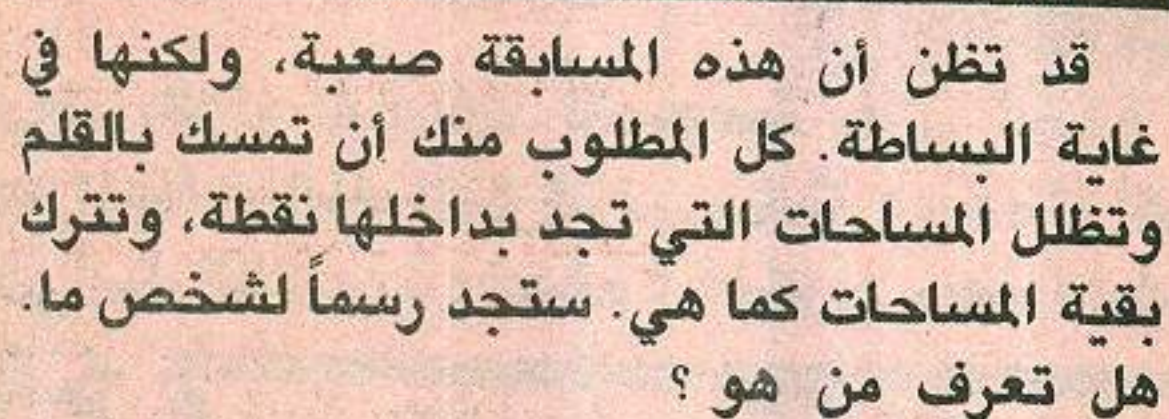 قد تظن أن هذه المسابقة صعبة، ولكنها في
غاية البساطة. كل المطلوب منك أن تمسك بالقلم
وتظلل المساحات التي تجد بداخلها نقطة، وتترك
بقية المساحات كما هي. ستجد رسماً لشخص ما.
هل تعرف من هو ؟